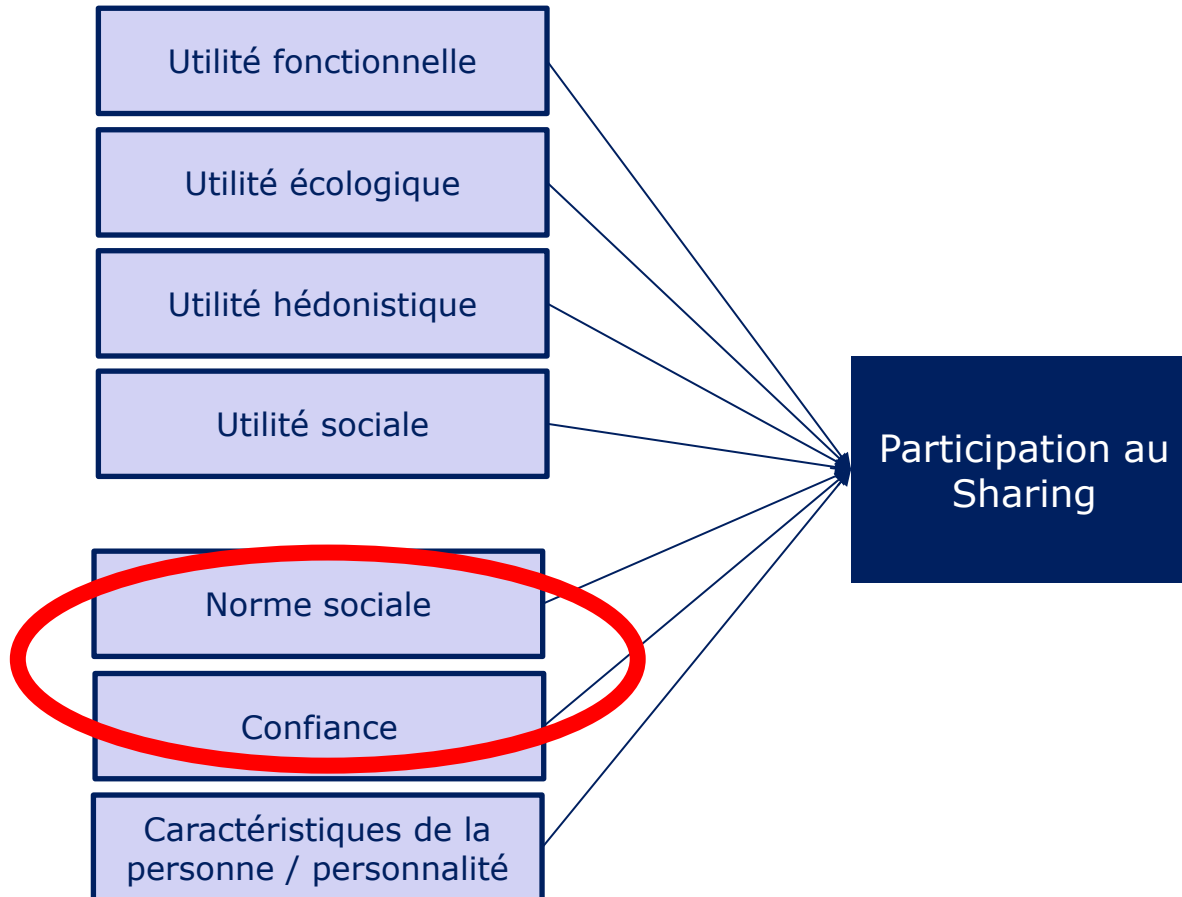 Utilité fonctionnelle
Utilité écologique
Utilité hédonistique
Utilité sociale
Participation au
Sharing
Norme sociale
Confiance
Caractéristiques de la
personne / personnalité